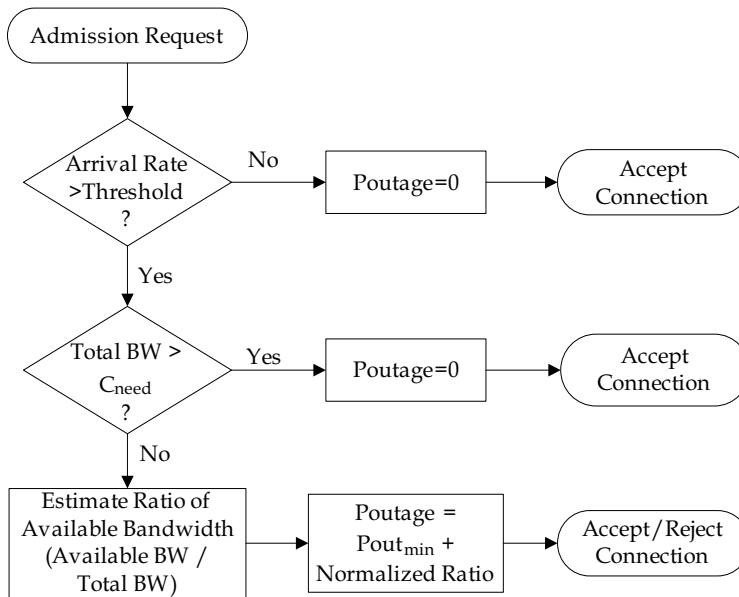 Admission Request
Arrival Rate
>Threshold
?
No
Poutage=0
Accept
Connection
Yes
Total BW >
Cneed
?
Yes
Poutage=0
Accept
Connection
No
Estimate Ratio of
Available Bandwidth
(Available BW /
Total BW)
Poutage =
Poutmin +
Normalized Ratio
Accept/Reject
Connection